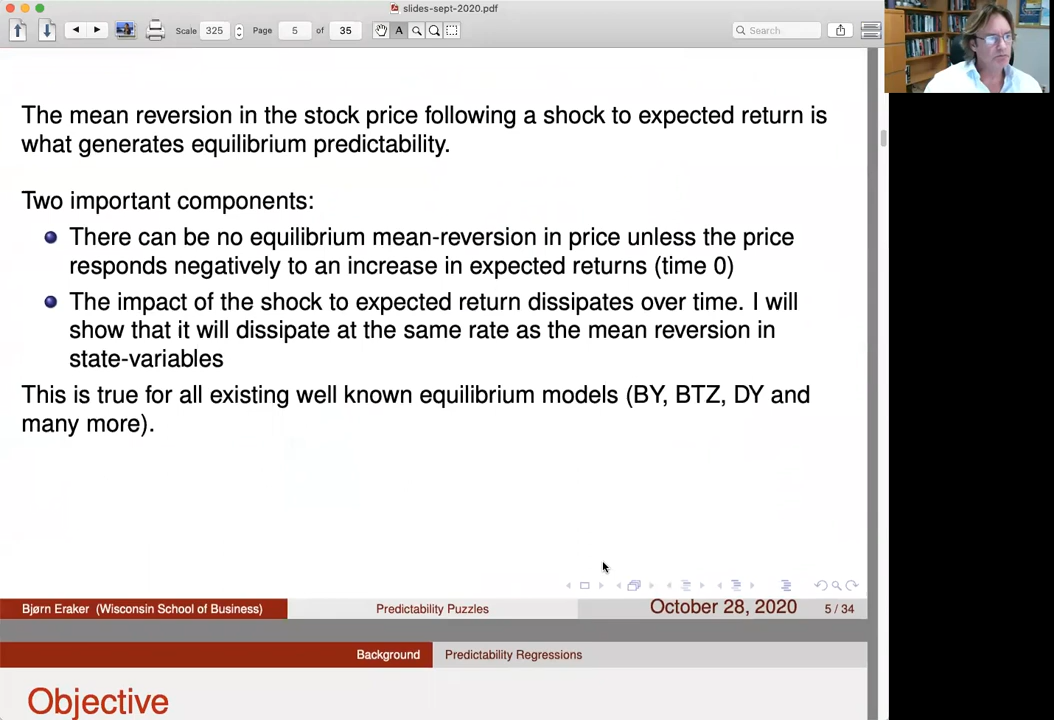 slides-sept-2020.pdf
Scale 325 Page 5 of 35 A Search...
The mean reversion in the stock price following a shock to expected return is
what generates equilibrium predictability.
Two important components:
There can be no equilibrium mean-reversion in price unless the price
responds negatively to an increase in expected returns (time 0)
The impact of the shock to expected return dissipates over time. I will
show that it will dissipate at the same rate as the mean reversion in
state-variables
This is true for all existing well known equilibrium models (BY, BTZ, DY and
many more).
Bjørn Eraker (Wisconsin School of Business) Predictability Puzzles October 28, 2020 5 / 34
Background Predictability Regressions
Objective